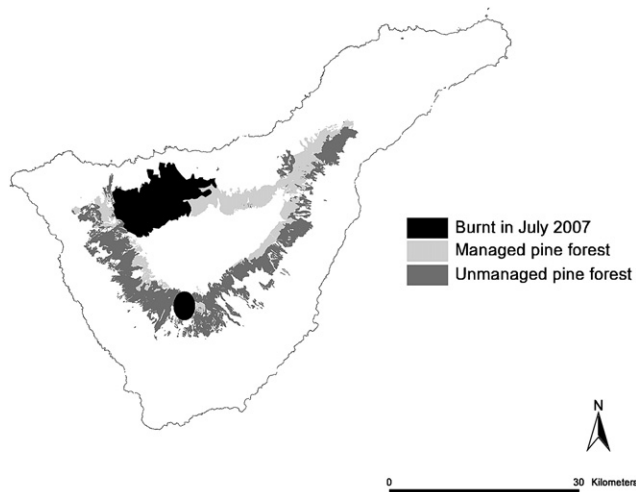 Burnt in July 2007
Managed pine forest
Unmanaged pine forest
N
0 30 Kilometers